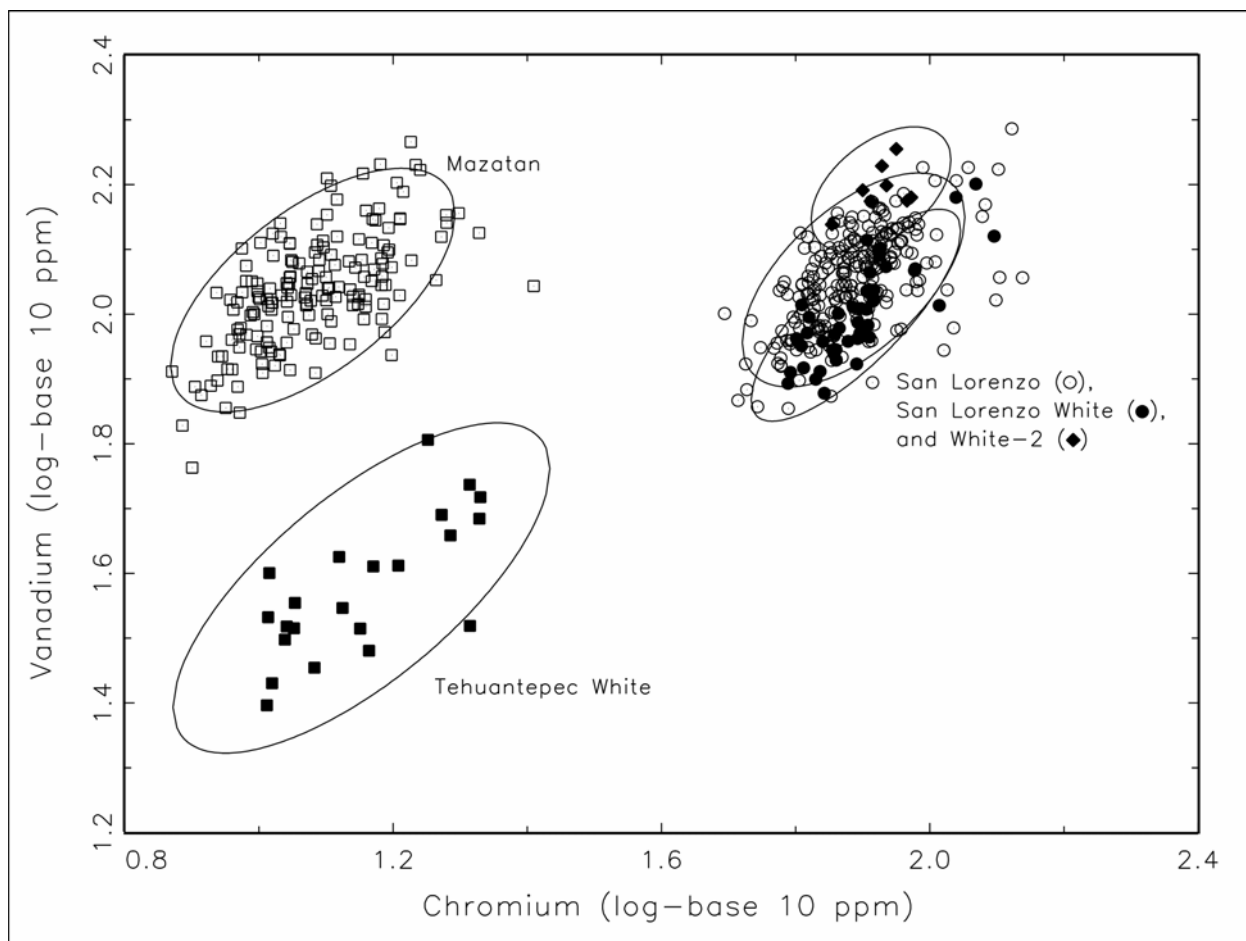 2.4
2.2
2.0
1.8
1.6
1.4
1.2
Vanadium (log-base 10 ppm)
Mazatan
San Lorenzo (○),
San Lorenzo White (●),
and White-2 (◆)
Tehuantepec White
0.8 1.2 1.6 2.0 2.4
Chromium (log-base 10 ppm)